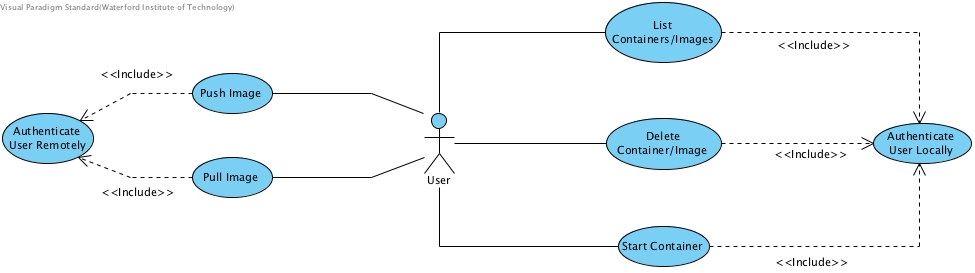 Visual Paradigm Standard(Waterford Institute of Technology)
List
Containers/Images
<<Include>>
<<Include>>
Push Image
Authenticate
User Remotely
Delete
Container/Image
Authenticate
User Locally
<<Include>>
Pull Image
User
<<Include>>
Start Container
<<Include>>